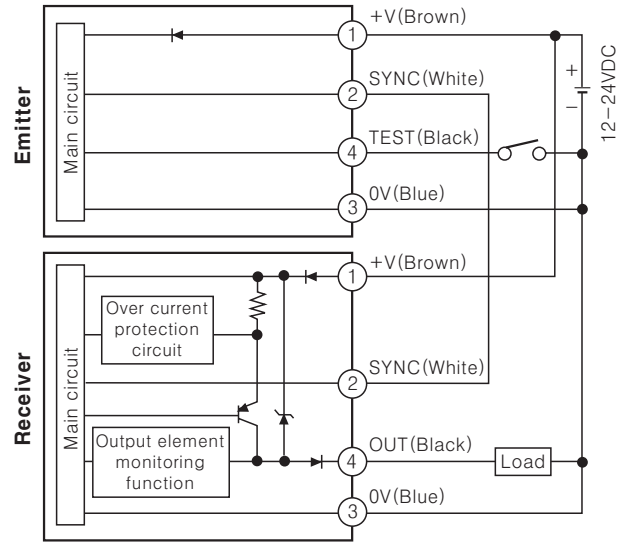 Emitter
Main circuit
1
+V(Brown)
2
SYNC(White)
4
TEST(Black)
3
0V(Blue)
+
−
12−24VDC
Receiver
Main circuit
Over current
protection
circuit
Output element
monitoring
function
1
+V(Brown)
2
SYNC(White)
4
OUT(Black)
Load
3
0V(Blue)